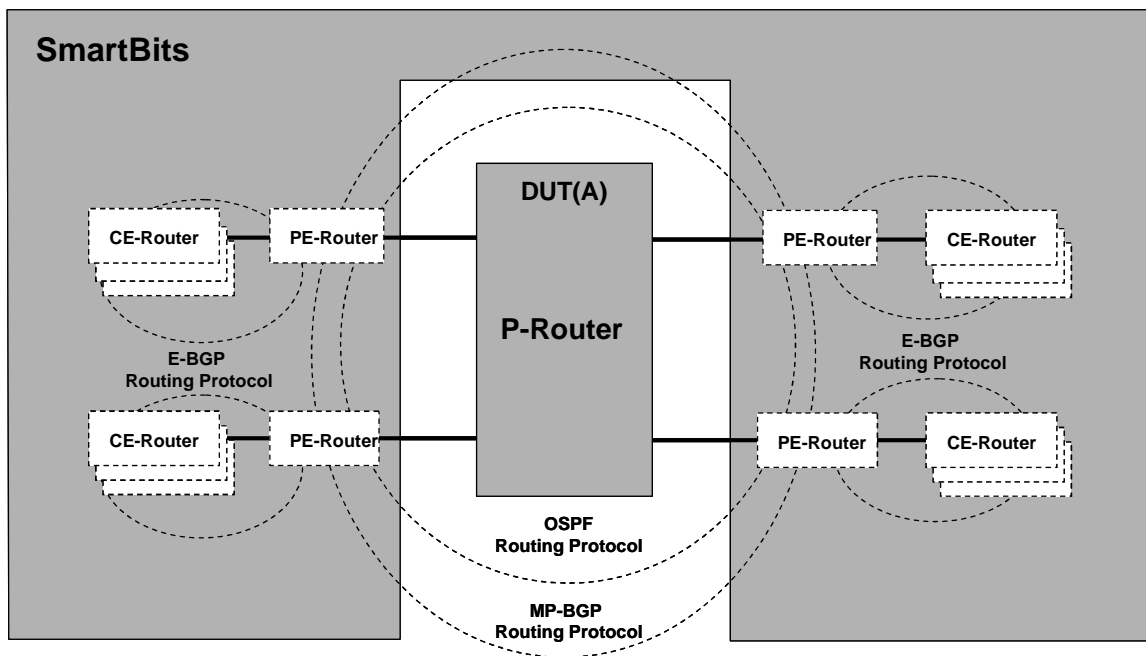 SmartBits
DUT(A)
CE-Router
PE-Router
PE-Router
CE-Router
P-Router
E-BGP
Routing Protocol
E-BGP
Routing Protocol
CE-Router
PE-Router
PE-Router
CE-Router
OSPF
Routing Protocol
MP-BGP
Routing Protocol